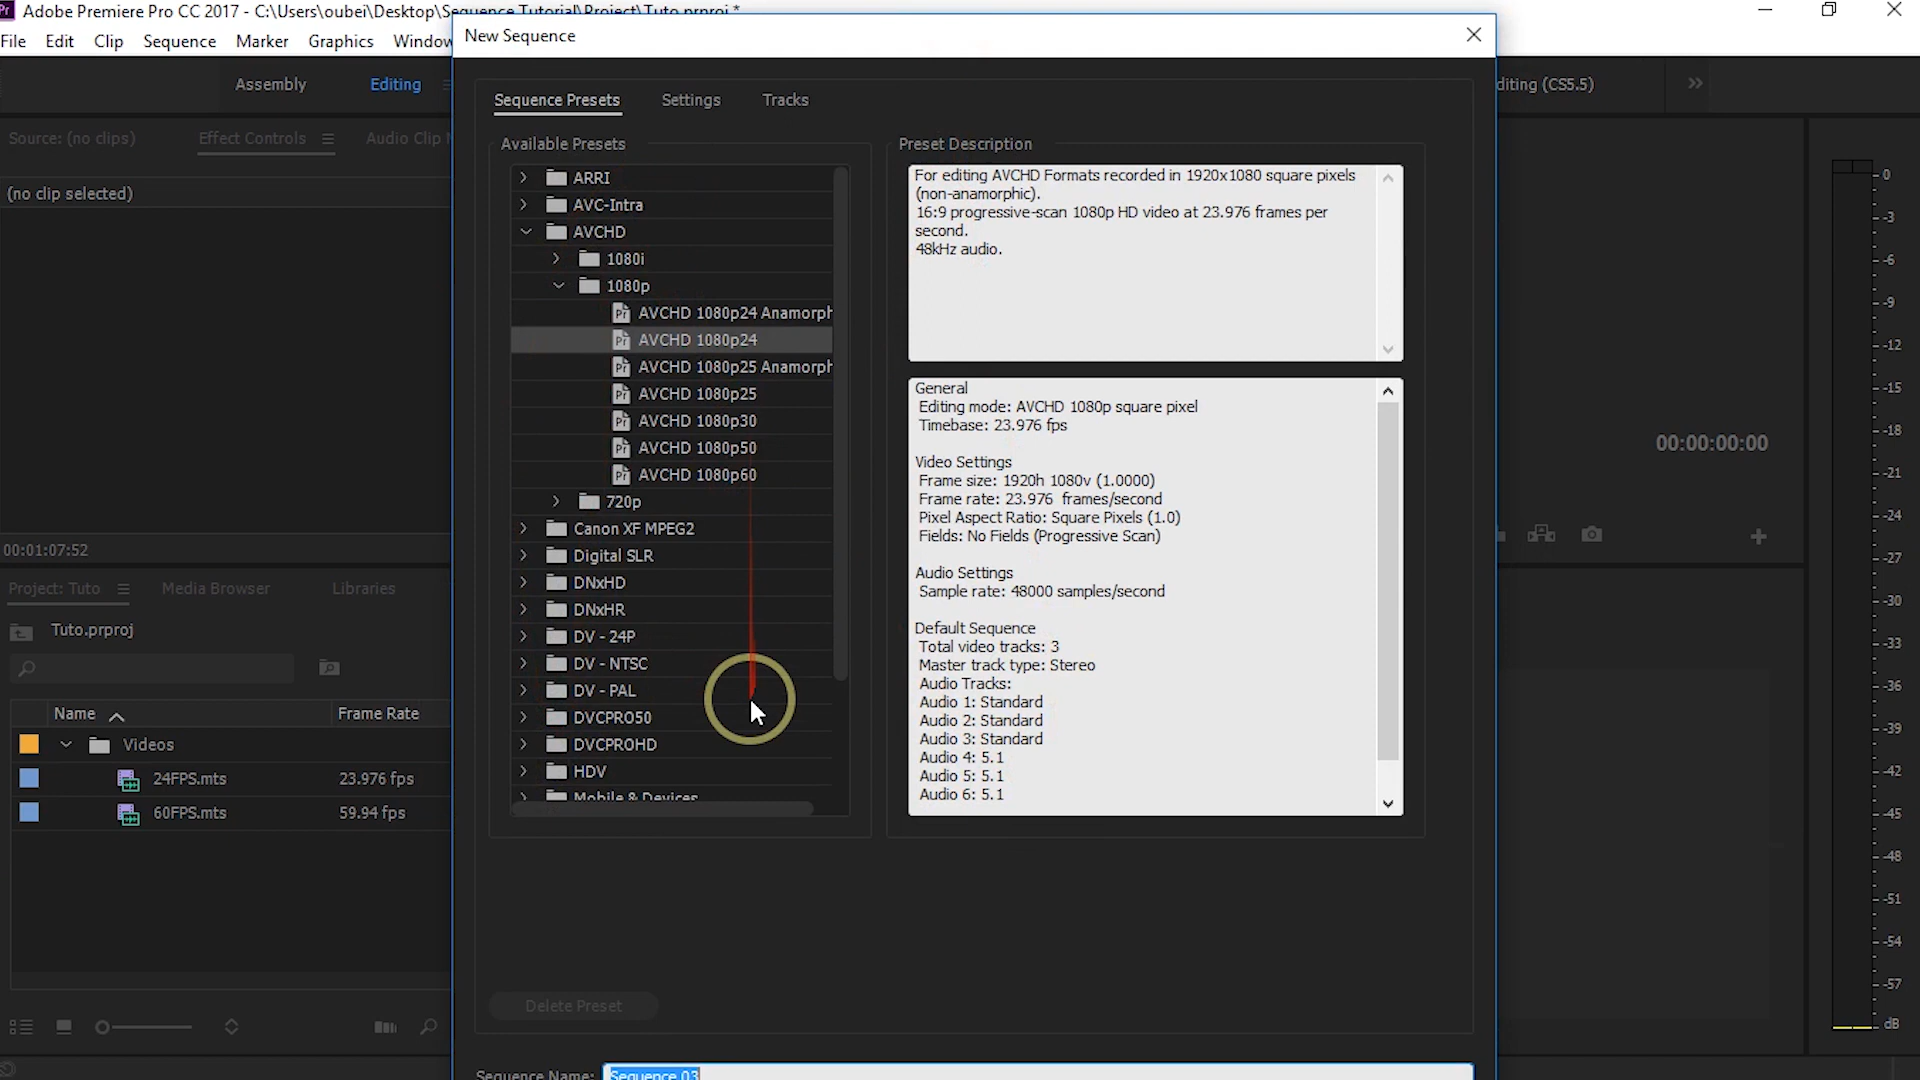 Adobe Premiere Pro CC 2017 - C:\Users\oubei\Desktop\Sequence Tutorial\Project\Tuto.prproj *
File Edit Clip Sequence Marker Graphics Window
New Sequence
Assembly
Editing
diting (CS5.5)
Source: (no clips)
Effect Controls
Audio Clip
(no clip selected)
00:01:07:52
Sequence Presets
Settings
Tracks
Available Presets
ARRI
AVC-Intra
AVCHD
1080i
1080p
AVCHD 1080p24 Anamorph
AVCHD 1080p24
AVCHD 1080p25 Anamorph
AVCHD 1080p25
AVCHD 1080p30
AVCHD 1080p50
AVCHD 1080p60
720p
Canon XF MPEG2
Digital SLR
DNxHD
DNxHR
DV - 24P
DV - NTSC
DV - PAL
DVCPRO50
DVCPROHD
HDV
Mobile & Devices
Delete Preset
Preset Description
For editing AVCHD Formats recorded in 1920x1080 square pixels
(non-anamorphic).
16:9 progressive-scan 1080p HD video at 23.976 frames per
second.
48kHz audio.
General
Editing mode: AVCHD 1080p square pixel
Timebase: 23.976 fps
Video Settings
Frame size: 1920h 1080v (1.0000)
Frame rate: 23.976 frames/second
Pixel Aspect Ratio: Square Pixels (1.0)
Fields: No Fields (Progressive Scan)
Audio Settings
Sample rate: 48000 samples/second
Default Sequence
Total video tracks: 3
Master track type: Stereo
Audio Tracks:
Audio 1: Standard
Audio 2: Standard
Audio 3: Standard
Audio 4: 5.1
Audio 5: 5.1
Audio 6: 5.1
Sequence Name: Sequence 03
Project: Tuto
Media Browser
Libraries
Tuto.prproj
Name
Frame Rate
Videos
24FPS.mts 23.976 fps
60FPS.mts 59.94 fps
00:00:00:00
0
-3
-6
-9
-12
-15
-18
-21
-24
-27
-30
-33
-36
-39
-42
-45
-48
-51
-54
-57
dB